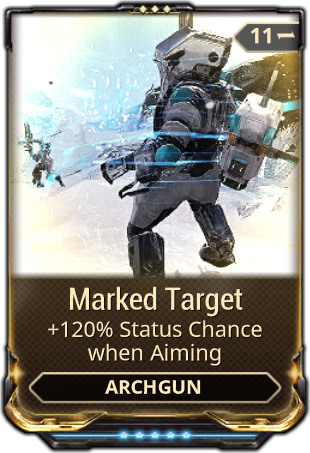 11
Marked Target
+120% Status Chance
when Aiming
ARCHGUN